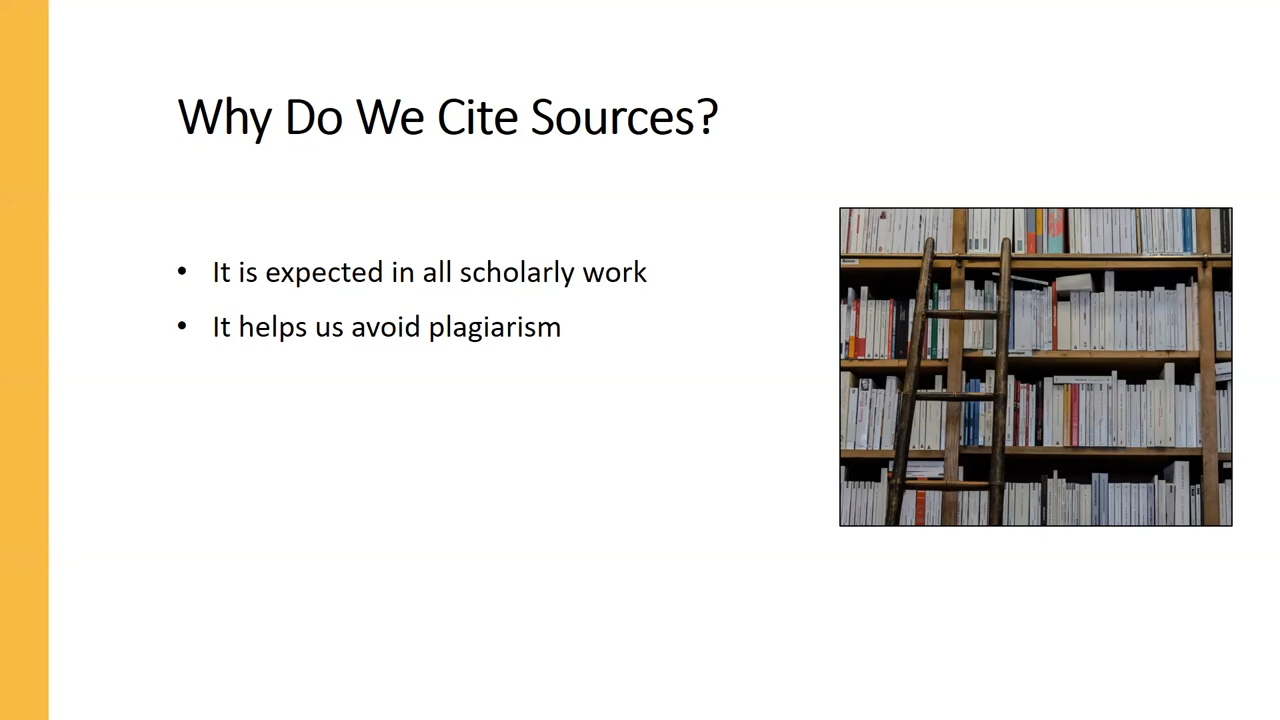 Why Do We Cite Sources?
• It is expected in all scholarly work
• It helps us avoid plagiarism